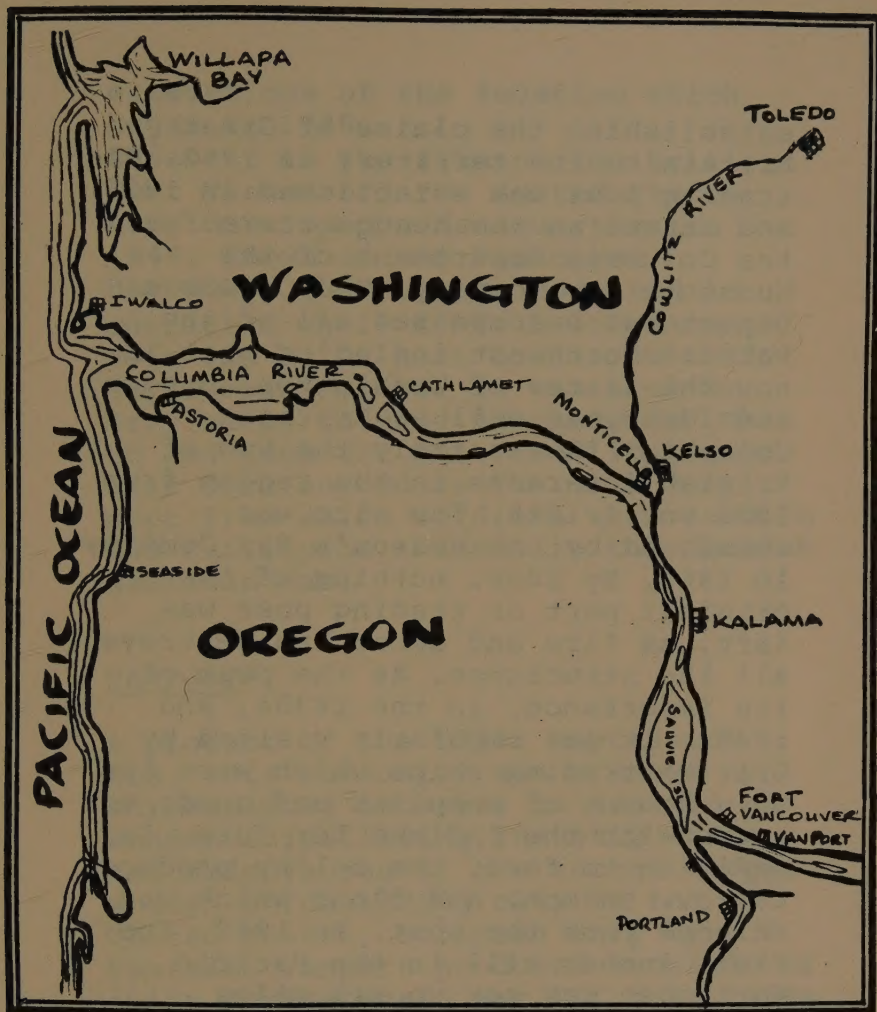 WILLAPA
BAY
TOLEDO
COWLITZ RIVER
WASHINGTON
IWALCO
COLUMBIA RIVER
CATHLAMET
ASTORIA
MONTICELLO
KELSO
PACIFIC OCEAN
SEASIDE
OREGON
KALAMA
SAUVIE ISL
FORT
VANCOUVER
VANPORT
PORTLAND